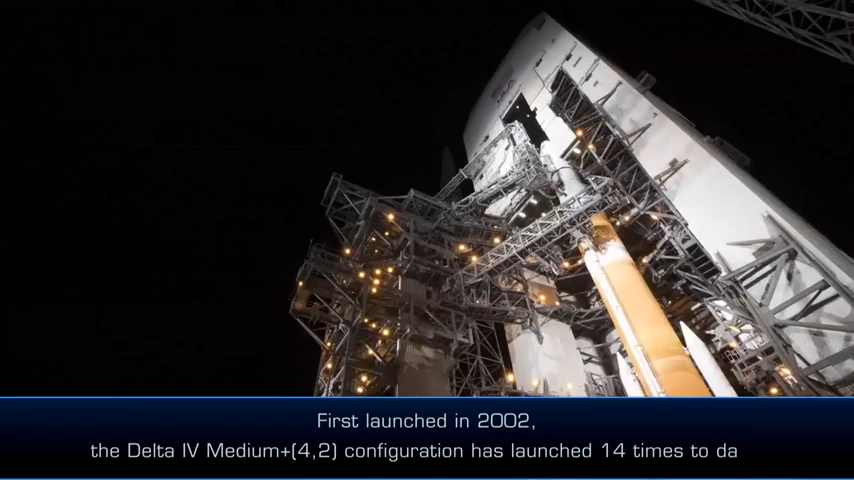 First launched in 2002,
the Delta IV Medium+(4,2) configuration has launched 14 times to da